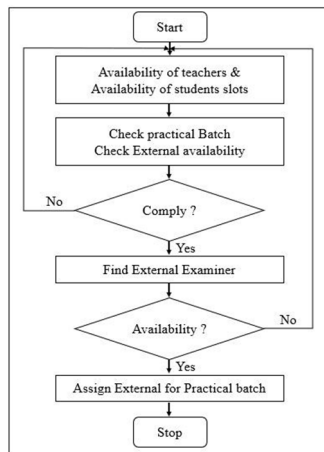 Start
Availability of teachers &
Availability of students slots
Check practical Batch
Check External availability
No
Comply ?
Yes
Find External Examiner
Availability ?
No
Yes
Assign External for Practical batch
Stop